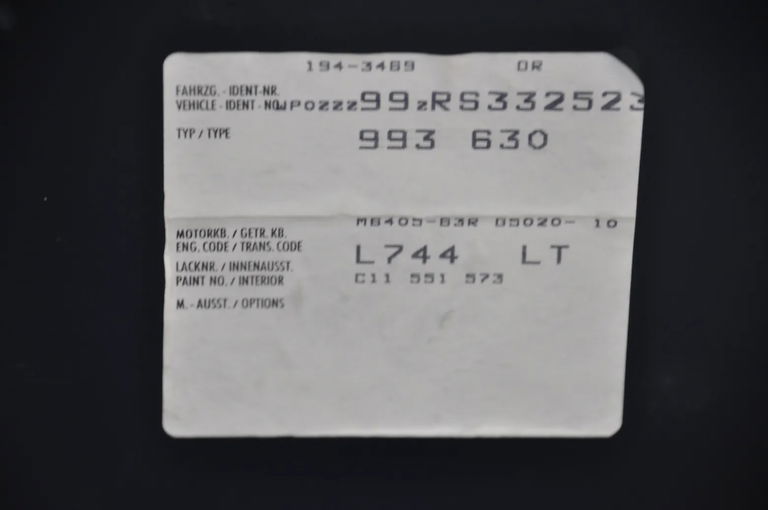 194-3489 DR
FAHRZG. - IDENT-NR.
VEHICLE - IDENT - NO. WP0ZZZ99ZRS332523
TYP / TYPE 993 630
M6405-63R G5020- 10
MOTORKB. / GETR. KB.
ENG. CODE / TRANS. CODE L744 LT
LACKNR. / INNENAUSST.
PAINT NO. / INTERIOR C11 551 573
M. - AUSST. / OPTIONS